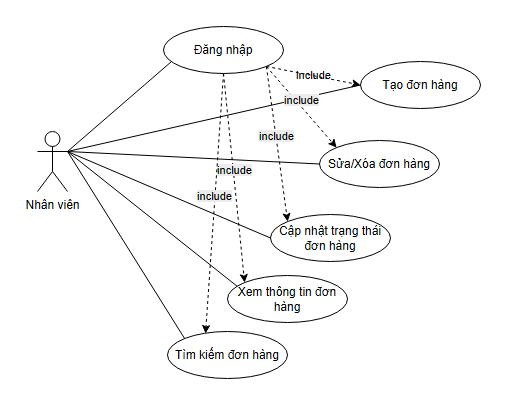 Đăng nhập
include
Tạo đơn hàng
include
include
Sửa/Xóa đơn hàng
include
include
Nhân viên
Cập nhật trạng thái
đơn hàng
Xem thông tin đơn
hàng
Tìm kiếm đơn hàng